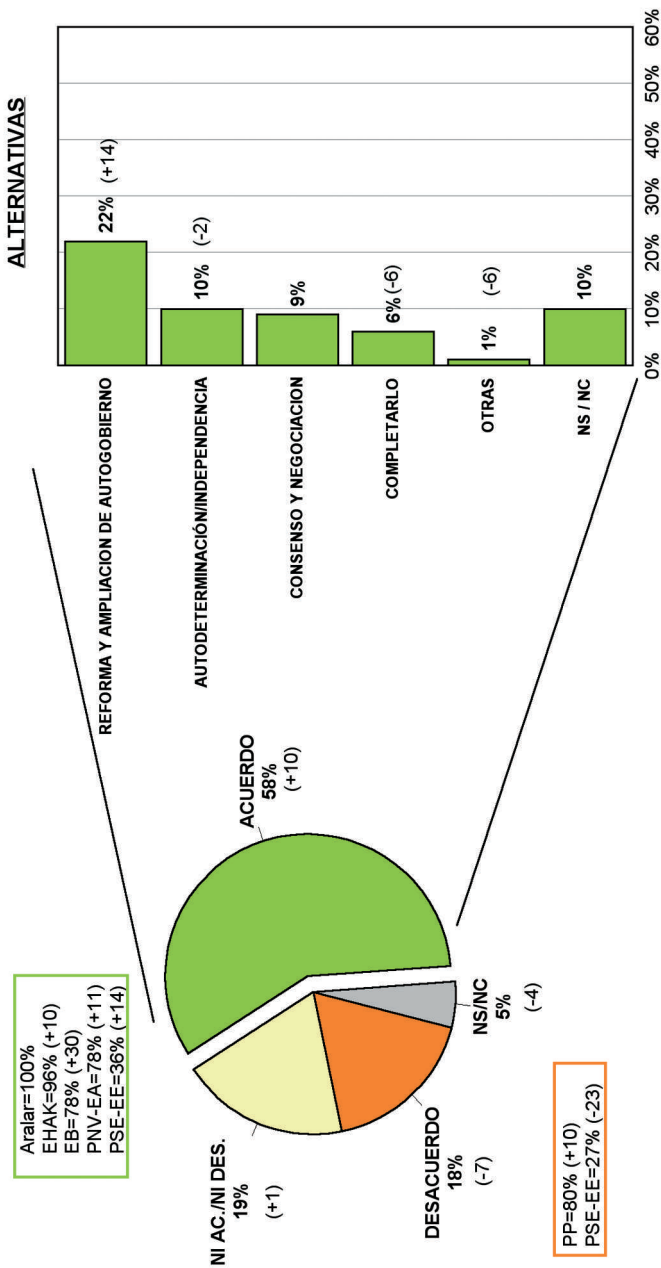 Aralar=100%
EHAK=96% (+10)
EB=78% (+30)
PNV-EA=78% (+11)
PSE-EE=36% (+14)
ACUERDO
58%
(+10)
NI AC./NI DES.
19%
(+1)
DESACUERDO
18%
(-7)
NS/NC
5%
(-4)
PP=80% (+10)
PSE-EE=27% (-23)
ALTERNATIVAS
REFORMA Y AMPLIACION DE AUTOGOBIERNO
22% (+14)
AUTODETERMINACIÓN/INDEPENDENCIA
10% (-2)
CONSENSO Y NEGOCIACION
9%
COMPLETARLO
6% (-6)
OTRAS
1% (-6)
NS / NC
10%
0% 10% 20% 30% 40% 50% 60%